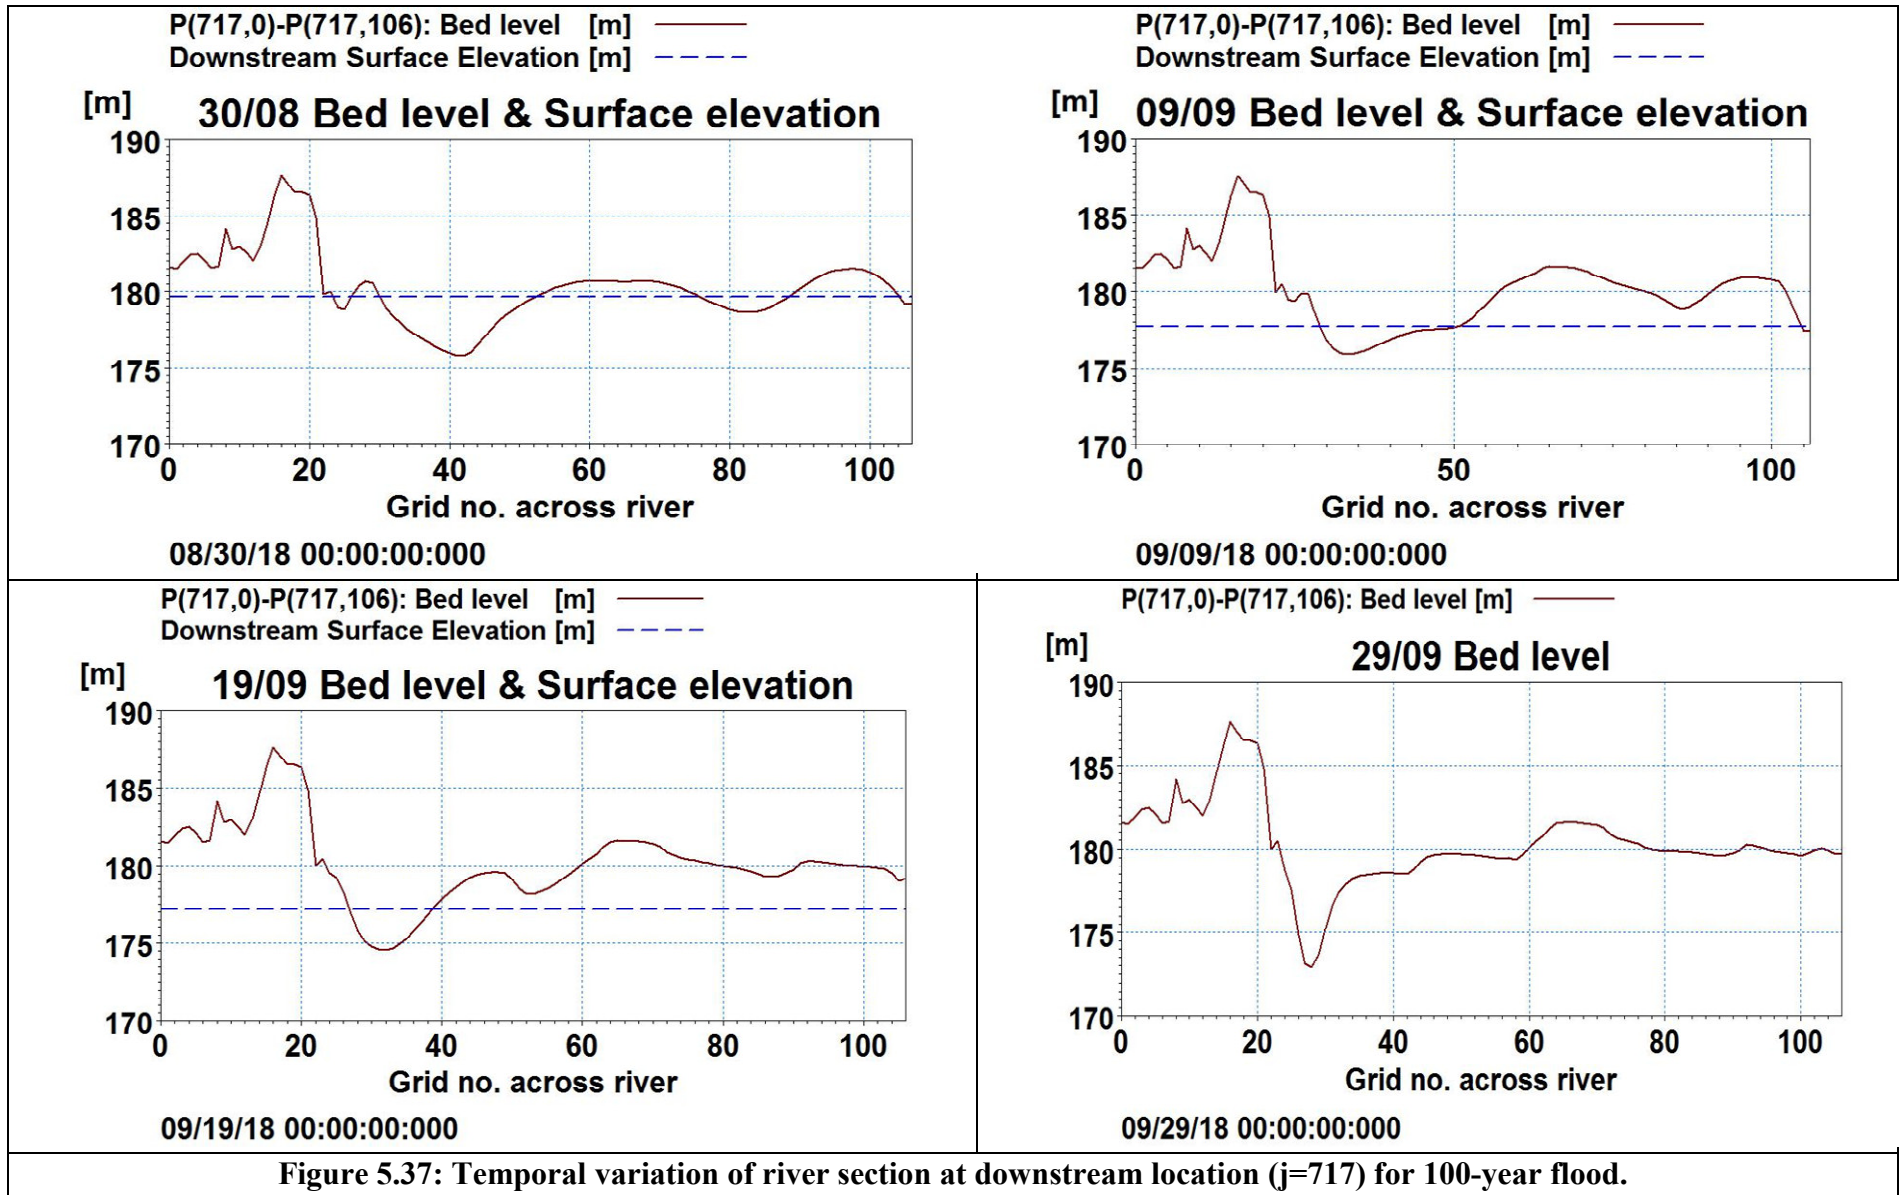 P(717,0)-P(717,106): Bed level [m]
Downstream Surface Elevation [m]
[m]
30/08 Bed level & Surface elevation
190
185
180
175
170
0 20 40 60 80 100
Grid no. across river
08/30/18 00:00:00:000
P(717,0)-P(717,106): Bed level [m]
Downstream Surface Elevation [m]
[m]
09/09 Bed level & Surface elevation
190
185
180
175
170
0 50 100
Grid no. across river
09/09/18 00:00:00:000
P(717,0)-P(717,106): Bed level [m]
Downstream Surface Elevation [m]
[m]
19/09 Bed level & Surface elevation
190
185
180
175
170
0 20 40 60 80 100
Grid no. across river
09/19/18 00:00:00:000
P(717,0)-P(717,106): Bed level [m]
[m]
29/09 Bed level
190
185
180
175
170
0 20 40 60 80 100
Grid no. across river
09/29/18 00:00:00:000
Figure 5.37: Temporal variation of river section at downstream location (j=717) for 100-year flood.